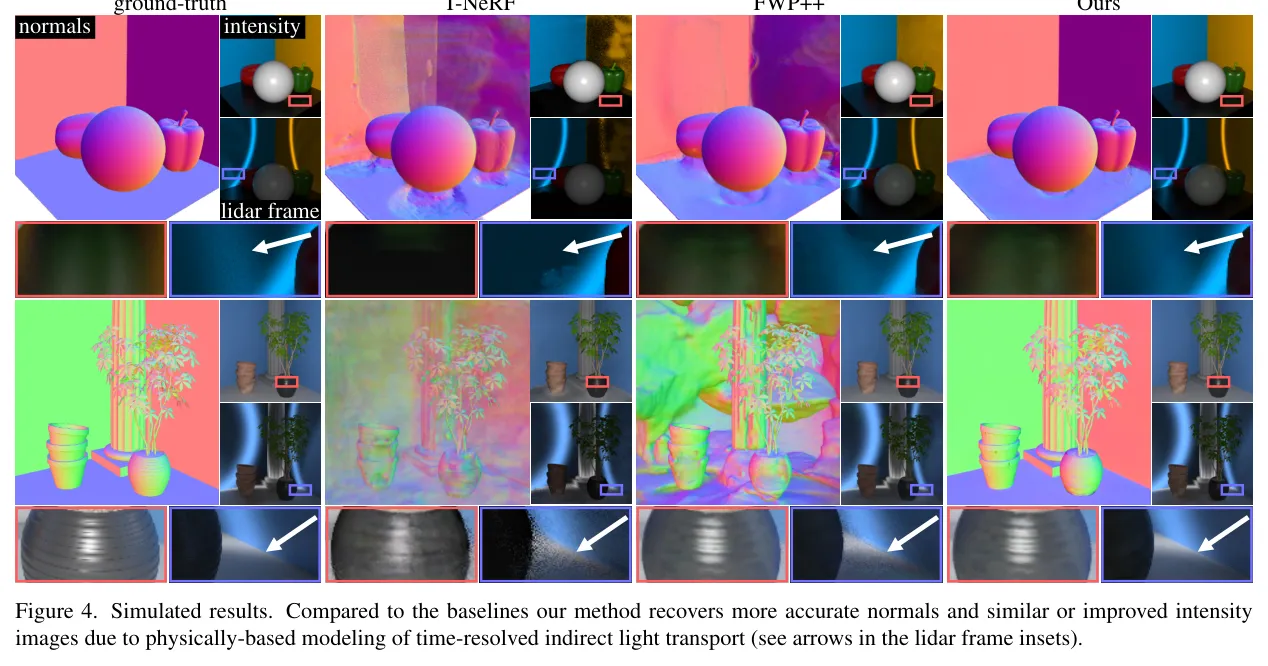 ground-truth T-NeRF FWP++ Ours
normals intensity
lidar frame
Figure 4. Simulated results. Compared to the baselines our method recovers more accurate normals and similar or improved intensity
images due to physically-based modeling of time-resolved indirect light transport (see arrows in the lidar frame insets).